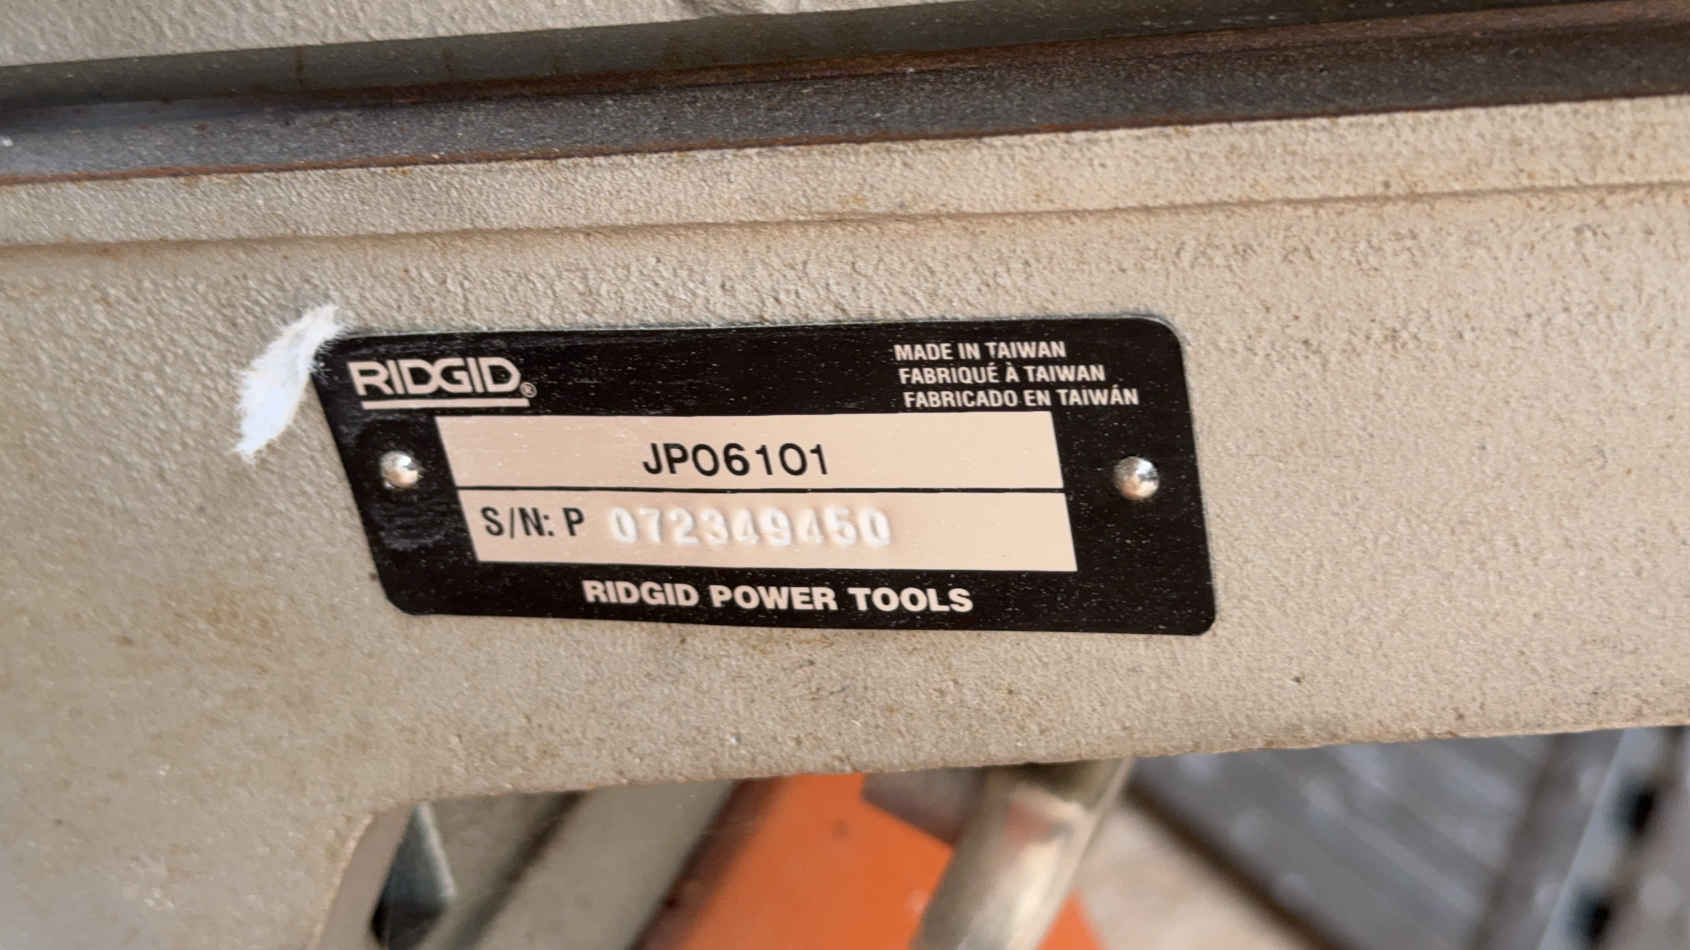 RIDGID®
MADE IN TAIWAN
FABRIQUÉ À TAIWAN
FABRICADO EN TAIWÁN
JP06101
S/N: P 072349450
RIDGID POWER TOOLS